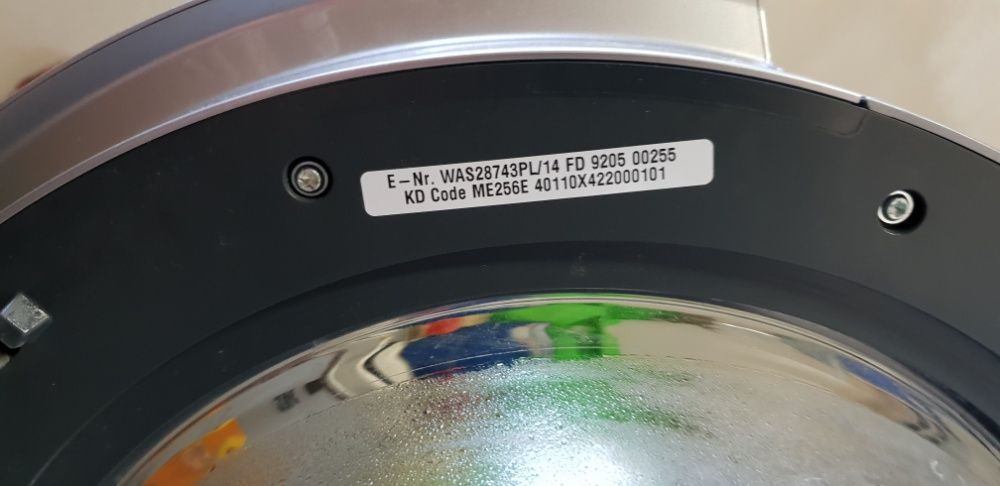 E-Nr. WAS28743PL/14 FD 9205 00255
KD Code ME256E 40110X422000101